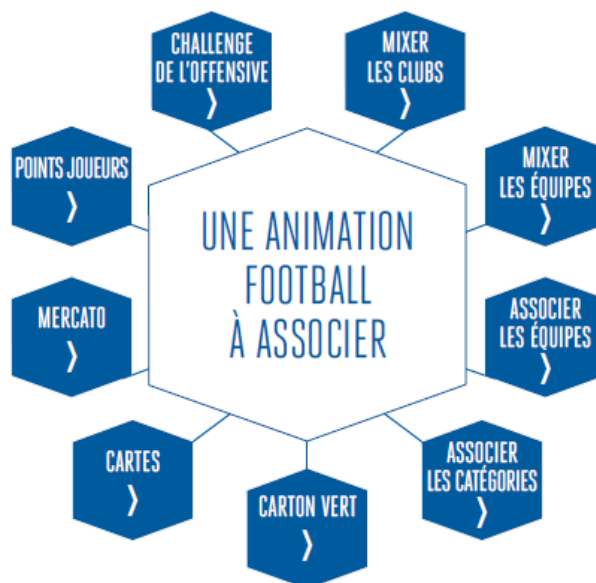 CHALLENGE
DE L'OFFENSIVE
❯
MIXER
LES CLUBS
❯
POINTS JOUEURS
❯
MIXER
LES ÉQUIPES
❯
UNE ANIMATION
FOOTBALL
À ASSOCIER
MERCATO
❯
ASSOCIER
LES ÉQUIPES
❯
CARTES
❯
CARTON VERT
❯
ASSOCIER
LES CATÉGORIES
❯